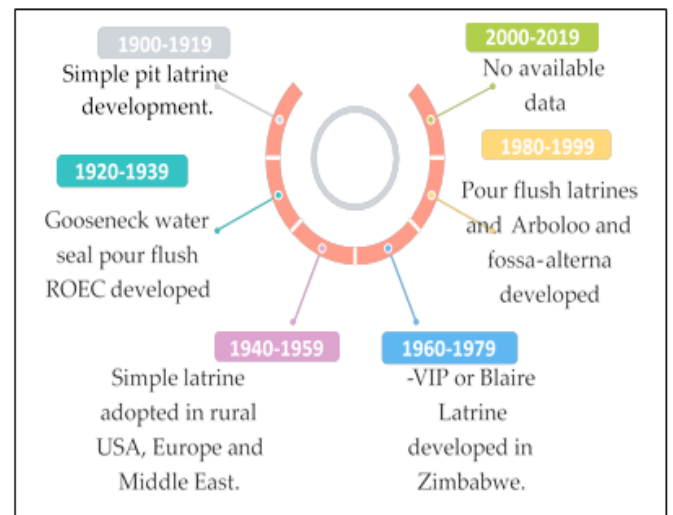 1900-1919
Simple pit latrine
development.
1920-1939
Gooseneck water
seal pour flush
ROEC developed
1940-1959
Simple latrine
adopted in rural
USA, Europe and
Middle East.
1960-1979
-VIP or Blaire
Latrine
developed in
Zimbabwe.
1980-1999
Pour flush latrines
and Arboloo and
fossa-alterna
developed
2000-2019
No available
data